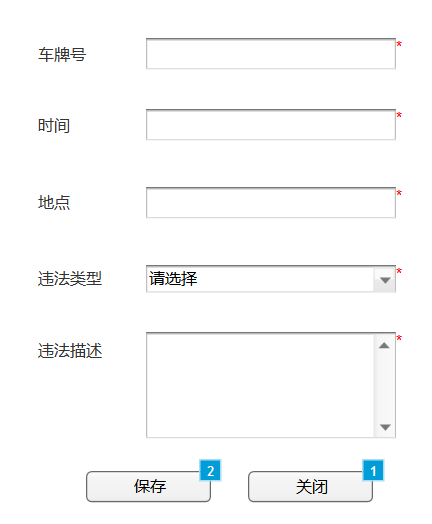 车牌号 *
时间 *
地点 *
违法类型 请选择 *
违法描述 *
保存 2 关闭 1